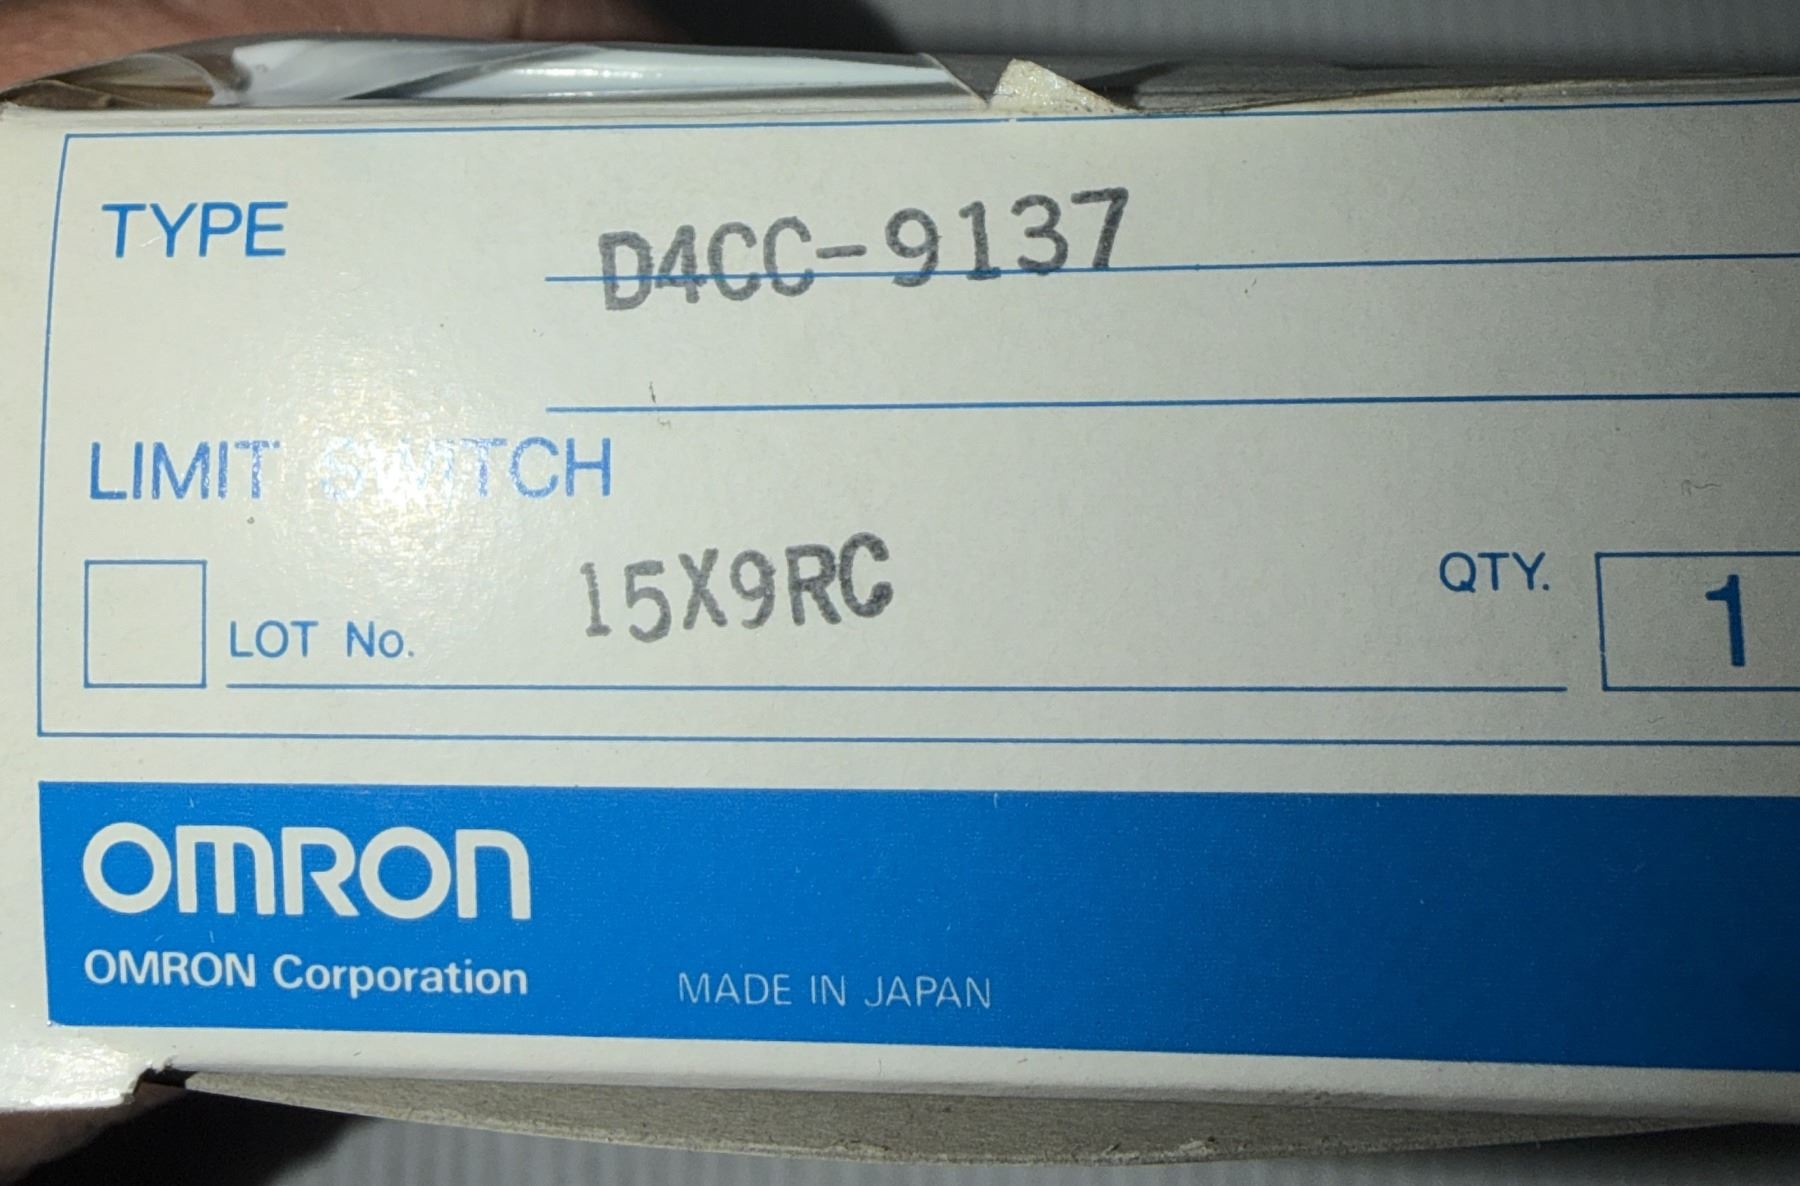 TYPE D4CC-9137
LIMIT SWITCH
LOT No. 15X9RC QTY. 1
OMRON
OMRON Corporation MADE IN JAPAN